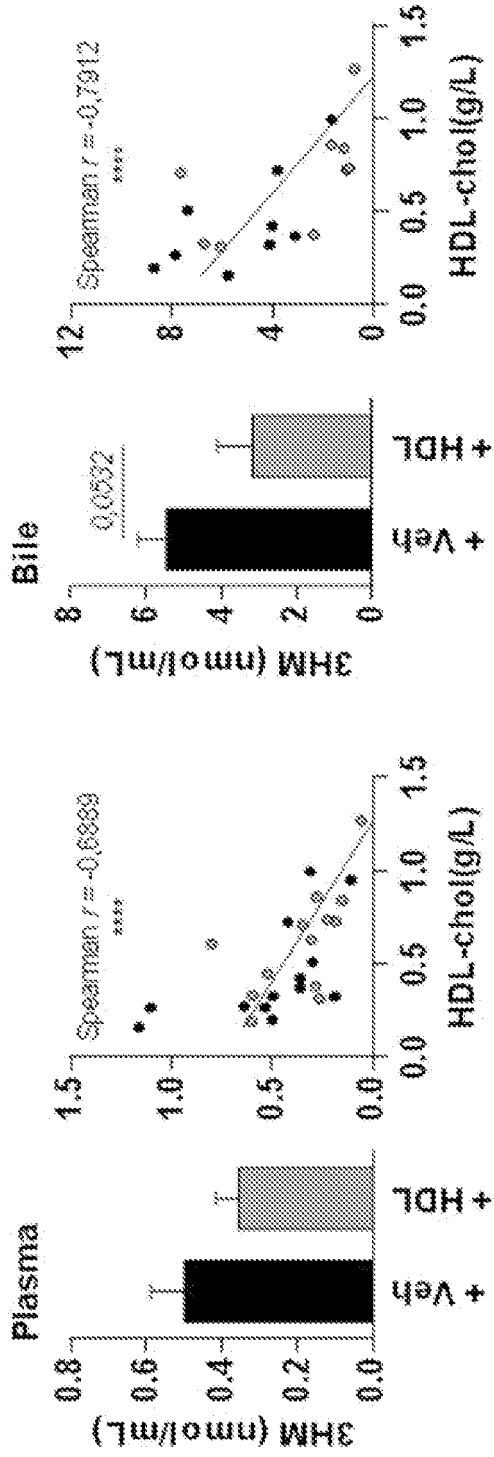 Plasma
3HM (nmol/mL)
0.8
0.6
0.4
0.2
0.0
+ Veh
+ HDL
Spearman r = -0,6889
****
1.5
1.0
0.5
0.0
0.0
0.5
1.0
1.5
HDL-chol(g/L)
Bile
3HM (nmol/mL)
8
6
4
2
0
0,0532
+ Veh
+ HDL
Spearman r = -0,7912
****
12
8
4
0
0.0
0.5
1.0
1.5
HDL-chol(g/L)